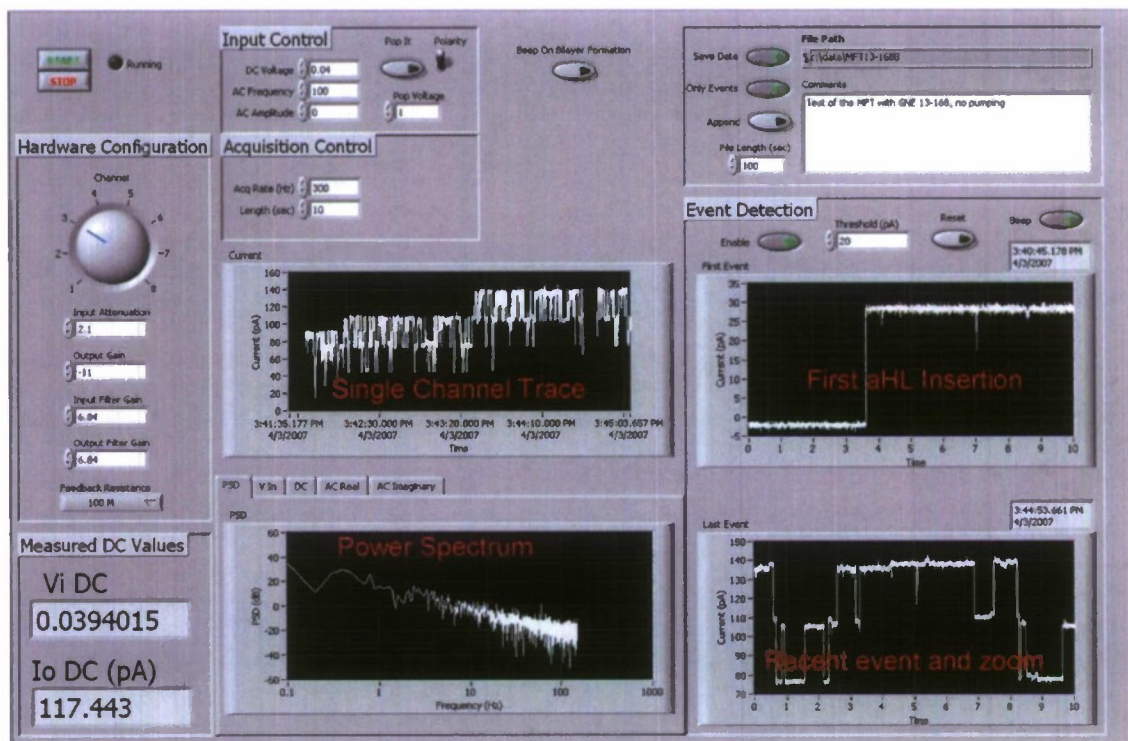 START
STOP
Running
Input Control
DC Voltage 0.04
AC Frequency 100
AC Amplitude 0
Pop It
Polarity
Pop Voltage
1
Beep On Bilayer Formation
Save Data
Only Events
Append
File Length (sec)
100
File Path
c:\data\MFT13-168B
Comments
Test of the MFT with GNE 13-168, no pumping
Hardware Configuration
Channel
1 2 3 4 5 6 7 8
Input Attenuation
2.1
Output Gain
-11
Input Filter Gain
6.84
Output Filter Gain
6.84
Feedback Resistance
100 M
Acquisition Control
Acq Rate (Hz) 300
Length (sec) 10
Current
Current (pA)
160
140
120
100
80
60
40
20
0
Single Channel Trace
3:41:35.177 PM 3:42:30.000 PM 3:43:20.000 PM 3:44:10.000 PM 3:45:03.657 PM
4/3/2007 4/3/2007 4/3/2007 4/3/2007 4/3/2007
Time
Event Detection
Enable
Threshold (pA)
20
Reset
Beep
3:40:45.178 PM
4/3/2007
First Event
Current (pA)
35
30
25
20
15
10
5
0
-5
First aHL Insertion
0 1 2 3 4 5 6 7 8 9 10
Time
PSD V In DC AC Real AC Imaginary
PSD
PSD (dB)
60
40
20
0
-20
-40
-60
Power Spectrum
0.1 1 10 100 1000
Frequency (Hz)
3:44:53.661 PM
4/3/2007
Last Event
Current (pA)
150
140
130
120
110
100
90
80
70
Recent event and zoom
0 1 2 3 4 5 6 7 8 9 10
Time
Measured DC Values
Vi DC
0.0394015
Io DC (pA)
117.443